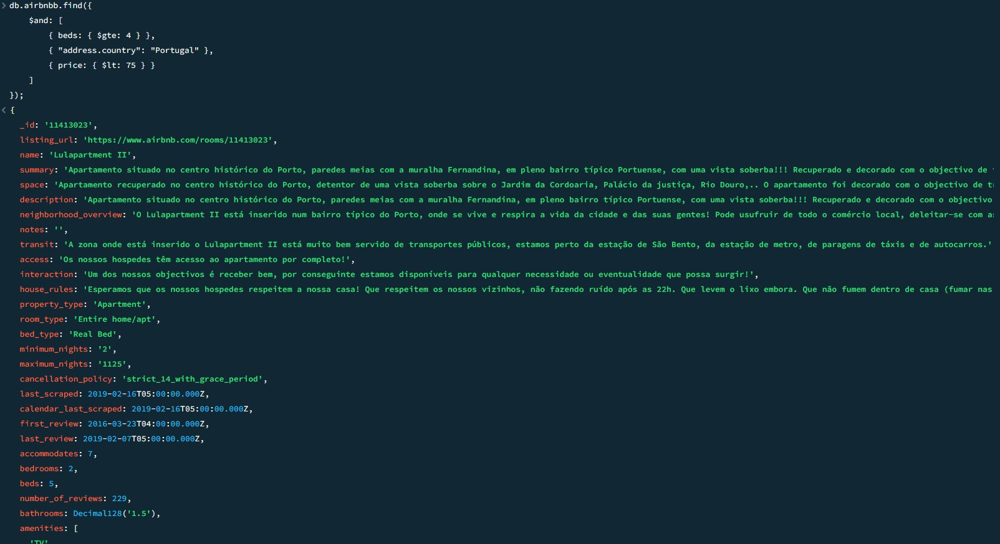 > db.airbnbb.find({
$and: [
{ beds: { $gte: 4 } },
{ "address.country": "Portugal" },
{ price: { $lt: 75 } }
]
});
< {
_id: '11413023',
listing_url: 'https://www.airbnb.com/rooms/11413023',
name: 'Lulapartment II',
summary: 'Apartamento situado no centro histórico do Porto, paredes meias com a muralha Fernandina, em pleno bairro típico Portuense, com uma vista soberba!!! Recuperado e decorado com o objectivo de
space: 'Apartamento recuperado no centro histórico do Porto, detentor de uma vista soberba sobre o Jardim da Cordoaria, Palácio da justiça, Rio Douro,.. O apartamento foi decorado com o objectivo de
description: 'Apartamento situado no centro histórico do Porto, paredes meias com a muralha Fernandina, em pleno bairro típico Portuense, com uma vista soberba!!! Recuperado e decorado com o objectivo
neighborhood_overview: 'O Lulapartment II está inserido num bairro típico do Porto, onde se vive e respira a vida da cidade e das suas gentes! Pode usufruir de todo o comércio local, deleitar-se com
notes: '',
transit: 'A zona onde está inserido o Lulapartment II está muito bem servido de transportes públicos, estamos perto da estação de São Bento, da estação de metro, de paragens de táxis e de autocarros.'
access: 'Os nossos hospedes têm acesso ao apartamento por completo!',
interaction: 'Um dos nossos objectivos é receber bem, por conseguinte estamos disponíveis para qualquer necessidade ou eventualidade que possa surgir!',
house_rules: 'Esperamos que os nossos hospedes respeitem a nossa casa! Que respeitem os nossos vizinhos, não fazendo ruído após as 22h. Que levem o lixo embora. Que não fumem dentro de casa (fumar nas
property_type: 'Apartment',
room_type: 'Entire home/apt',
bed_type: 'Real Bed',
minimum_nights: '2',
maximum_nights: '1125',
cancellation_policy: 'strict_14_with_grace_period',
last_scraped: 2019-02-16T05:00:00.000Z,
calendar_last_scraped: 2019-02-16T05:00:00.000Z,
first_review: 2016-03-23T04:00:00.000Z,
last_review: 2019-02-07T05:00:00.000Z,
accommodates: 7,
bedrooms: 2,
beds: 5,
number_of_reviews: 229,
bathrooms: Decimal128('1.5'),
amenities: [
'TV'